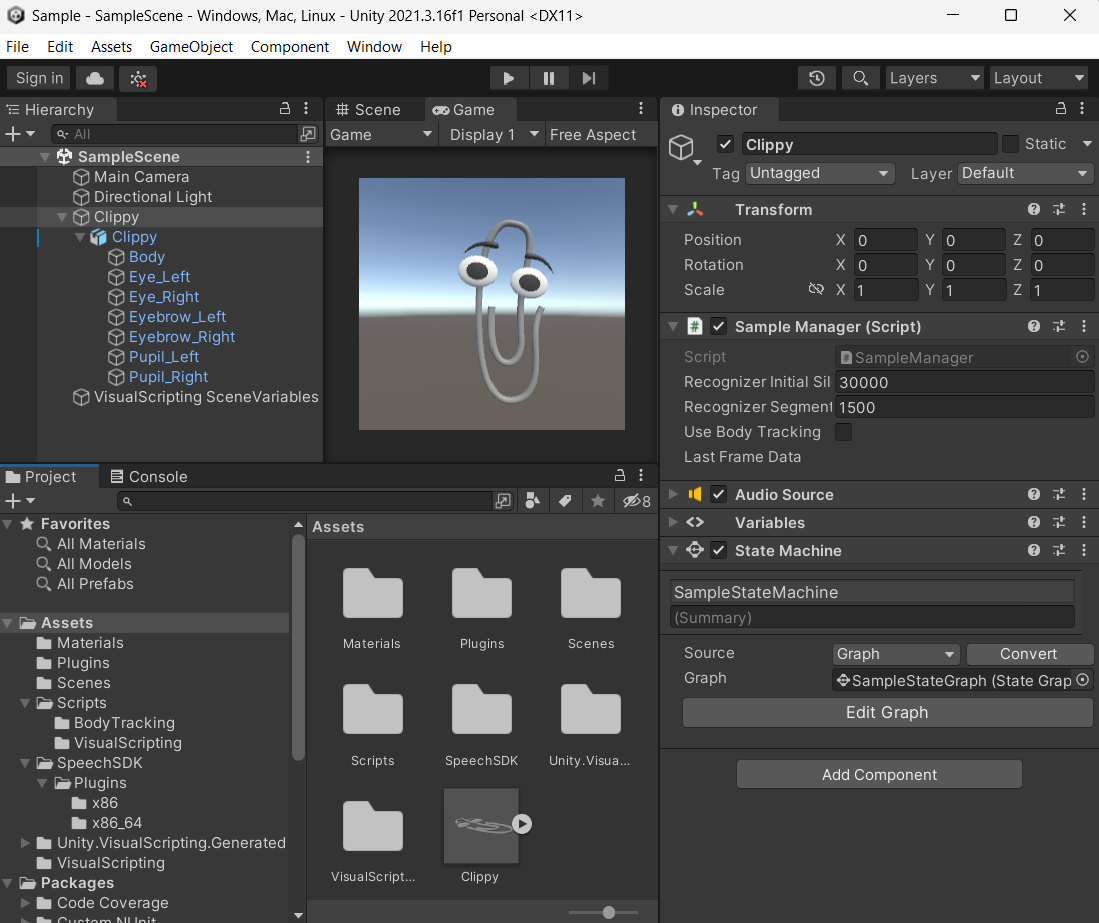 Sample - SampleScene - Windows, Mac, Linux - Unity 2021.3.16f1 Personal <DX11>
File Edit Assets GameObject Component Window Help
Sign in
Layers
Layout
Hierarchy
All
SampleScene
Main Camera
Directional Light
Clippy
Clippy
Body
Eye_Left
Eye_Right
Eyebrow_Left
Eyebrow_Right
Pupil_Left
Pupil_Right
VisualScripting SceneVariables
Scene
Game
Game
Display 1
Free Aspect
Inspector
Clippy
Static
Tag Untagged
Layer Default
Transform
Position X 0 Y 0 Z 0
Rotation X 0 Y 0 Z 0
Scale X 1 Y 1 Z 1
# Sample Manager (Script)
Script SampleManager
Recognizer Initial Sil 30000
Recognizer Segment 1500
Use Body Tracking
Last Frame Data
Audio Source
Variables
State Machine
SampleStateMachine
(Summary)
Source Graph Convert
Graph SampleStateGraph (State Grap
Edit Graph
Add Component
Project
Console
8
Favorites
All Materials
All Models
All Prefabs
Assets
Materials
Plugins
Scenes
Scripts
BodyTracking
VisualScripting
SpeechSDK
Plugins
x86
x86_64
Unity.VisualScripting.Generated
VisualScripting
Packages
Code Coverage
Custom NUnit
Assets
Materials
Plugins
Scenes
Scripts
SpeechSDK
Unity.Visua...
VisualScript...
Clippy